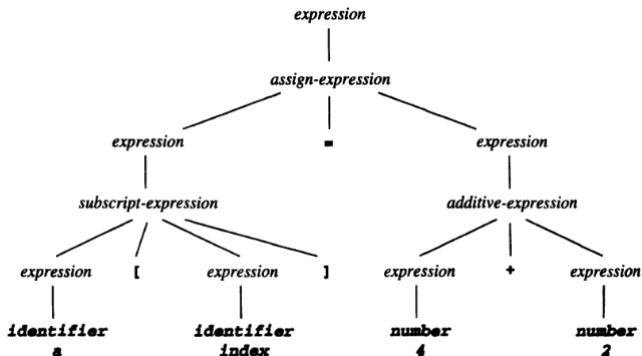 expression
assign-expression
expression = expression
subscript-expression additive-expression
expression [ expression ] expression + expression
identifier identifier number number
a index 4 2